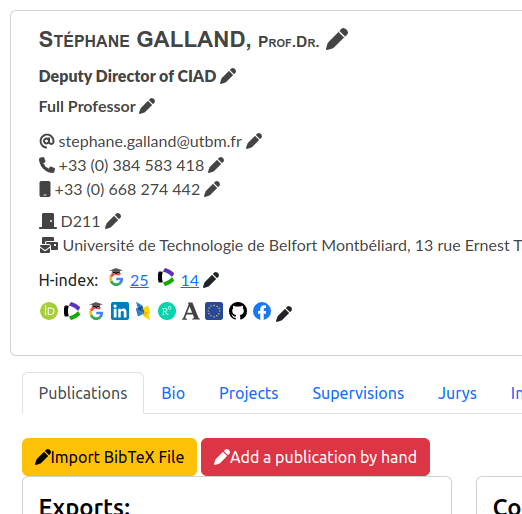 STÉPHANE GALLAND, PROF.DR.
Deputy Director of CIAD
Full Professor
stephane.galland@utbm.fr
+33 (0) 384 583 418
+33 (0) 668 274 442
D211
Université de Technologie de Belfort Montbéliard, 13 rue Ernest T
H-index: 25 14
Publications Bio Projects Supervisions Jurys
Import BibTeX File Add a publication by hand
Exports: Co